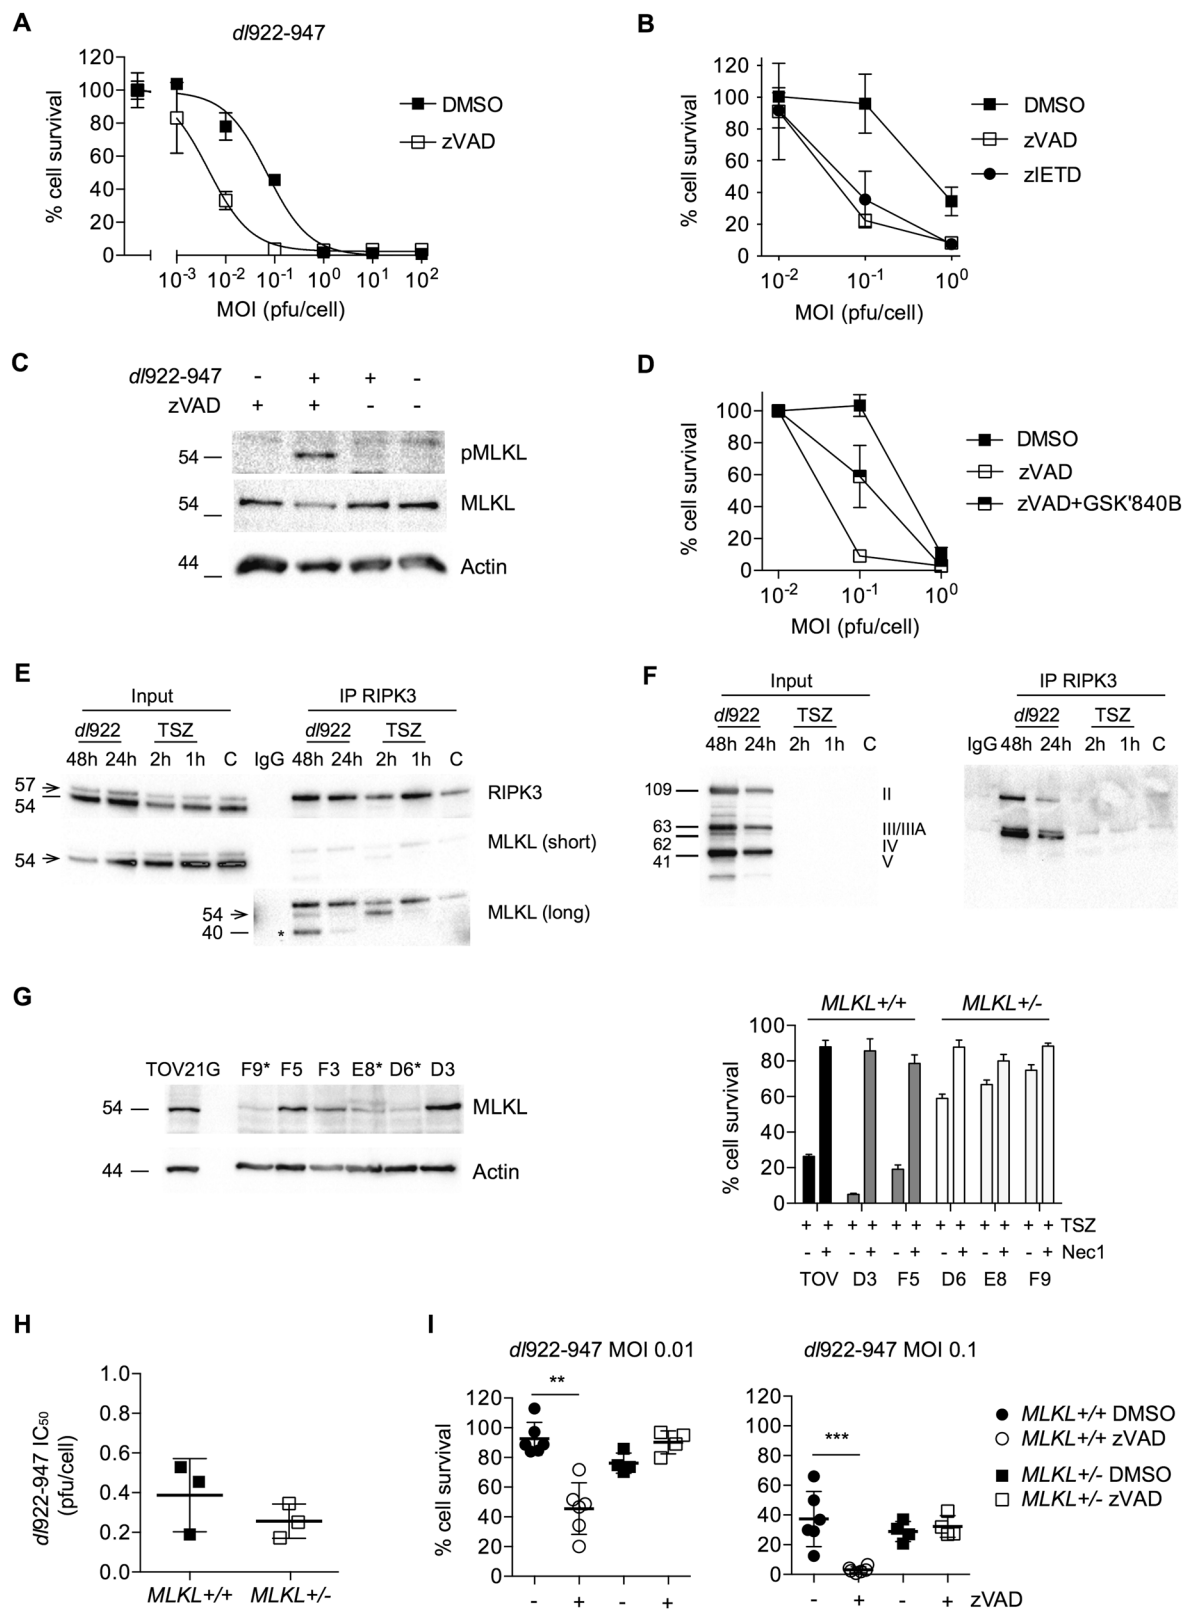 A
dl922-947
120
100
80
60
40
20
0
% cell survival
10-3 10-2 10-1 100 101 102
MOI (pfu/cell)
DMSO
zVAD
B
120
100
80
60
40
20
0
% cell survival
10-2 10-1 100
MOI (pfu/cell)
DMSO
zVAD
zIETD
C
dl922-947 - + + -
zVAD + + - -
54 pMLKL
54 MLKL
44 Actin
D
100
80
60
40
20
0
% cell survival
10-2 10-1 100
MOI (pfu/cell)
DMSO
zVAD
zVAD+GSK'840B
E
Input IP RIPK3
dl922 TSZ dl922 TSZ
48h 24h 2h 1h C IgG 48h 24h 2h 1h C
57
54
RIPK3
MLKL (short)
54
54
MLKL (long)
40 *
F
Input IP RIPK3
dl922 TSZ dl922 TSZ
48h 24h 2h 1h C IgG 48h 24h 2h 1h C
109 II
63 III/IIIA
62 IV
41 V
G
TOV21G F9* F5 F3 E8* D6* D3
54 MLKL
44 Actin
MLKL+/+ MLKL+/-
100
80
60
40
20
0
% cell survival
+ + + + + + + + + + + + TSZ
- + - + - + - + - + - + Nec1
TOV D3 F5 D6 E8 F9
H
1.0
0.8
0.6
0.4
0.2
0.0
dl922-947 IC50
(pfu/cell)
MLKL+/+ MLKL+/-
I
dl922-947 MOI 0.01
**
120
100
80
60
40
20
0
% cell survival
- + - +
dl922-947 MOI 0.1
***
120
100
80
60
40
20
0
- + - + zVAD
MLKL+/+ DMSO
MLKL+/+ zVAD
MLKL+/- DMSO
MLKL+/- zVAD